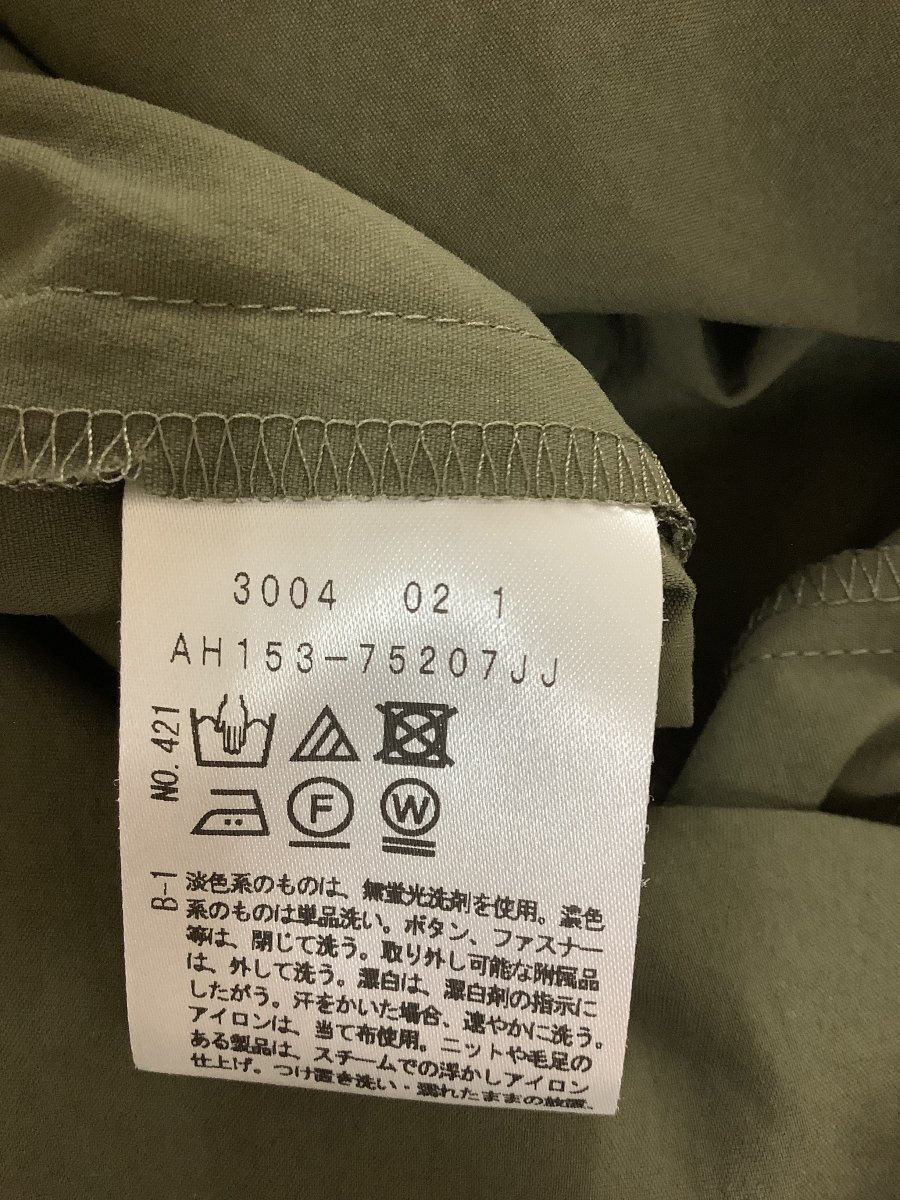 3004 02 1
AH153-75207JJ
NO.421
F
W
B-1
淡色系のものは、無蛍光洗剤を使用。濃色
系のものは単品洗い。ボタン、ファスナー
等は、閉じて洗う。取り外し可能な附属品
は、外して洗う。漂白は、漂白剤の指示に
したがう。汗をかいた場合、速やかに洗う。
アイロンは、当て布使用。ニットや毛足の
ある製品は、スチームでの浮かしアイロン
仕上げ。つけ置き洗い・濡れたままの放置、